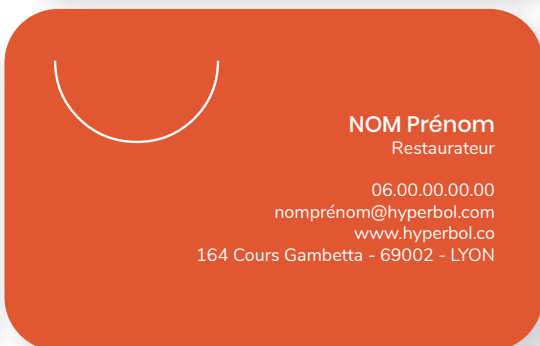 NOM Prénom
Restaurateur
06.00.00.00.00
nomprénom@hyperbol.com
www.hyperbol.co
164 Cours Gambetta - 69002 - LYON